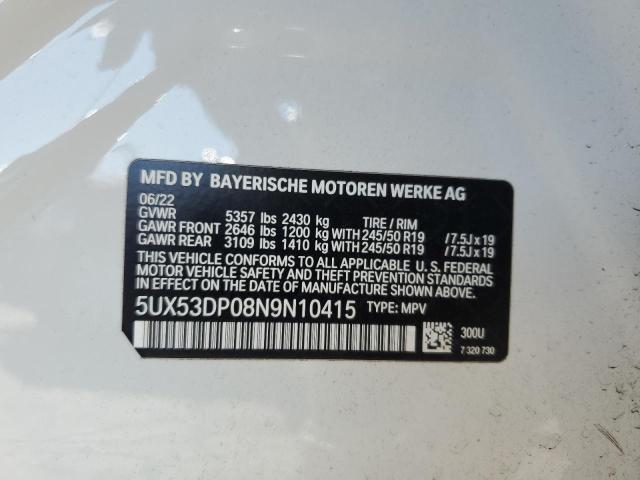 MFD BY BAYERISCHE MOTOREN WERKE AG
06/22
GVWR 5357 lbs 2430 kg TIRE / RIM
GAWR FRONT 2646 lbs 1200 kg WITH 245/50 R19 /7.5J x 19
GAWR REAR 3109 lbs 1410 kg WITH 245/50 R19 /7.5J x 19
THIS VEHICLE CONFORMS TO ALL APPLICABLE U.S. FEDERAL
MOTOR VEHICLE SAFETY AND THEFT PREVENTION STANDARDS
IN EFFECT ON THE DATE OF MANUFACTURE SHOWN ABOVE.
5UX53DP08N9N10415 TYPE: MPV
300U
7 320 730